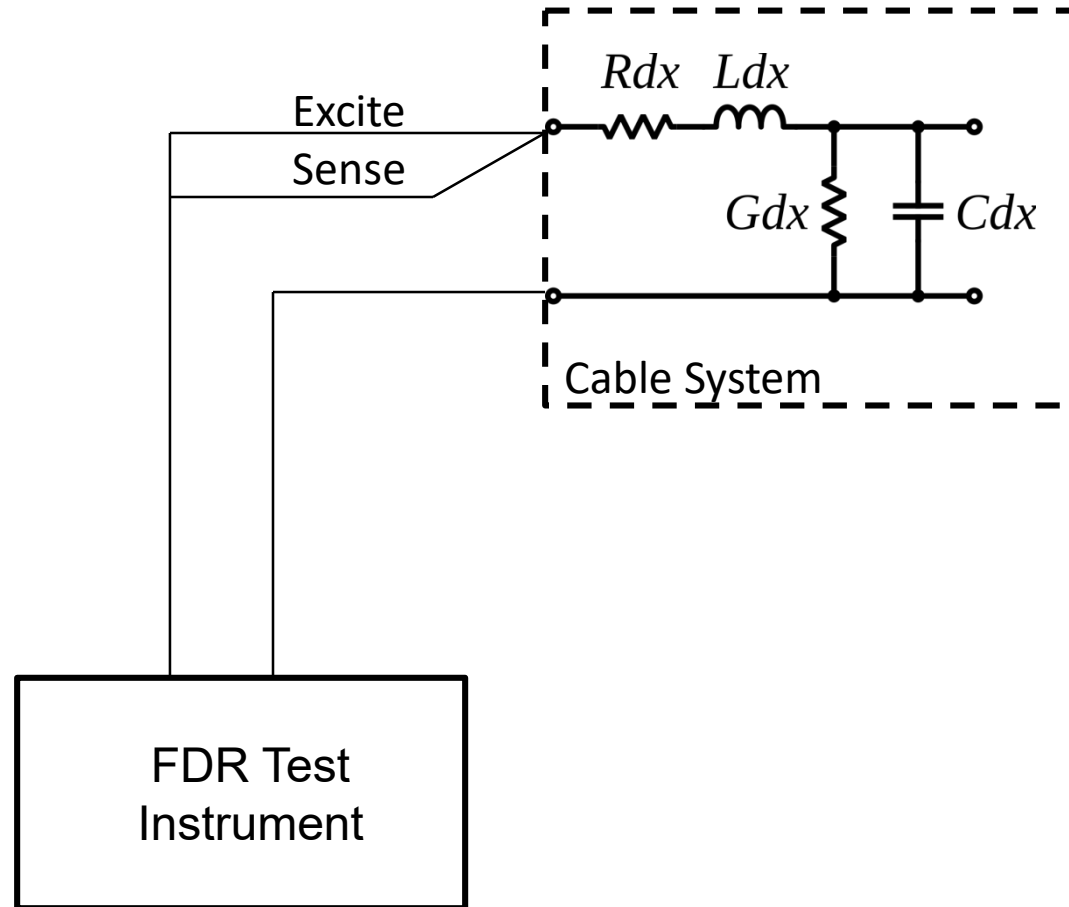 Rdx Ldx
Excite
Sense
Gdx Cdx
Cable System
FDR Test
Instrument